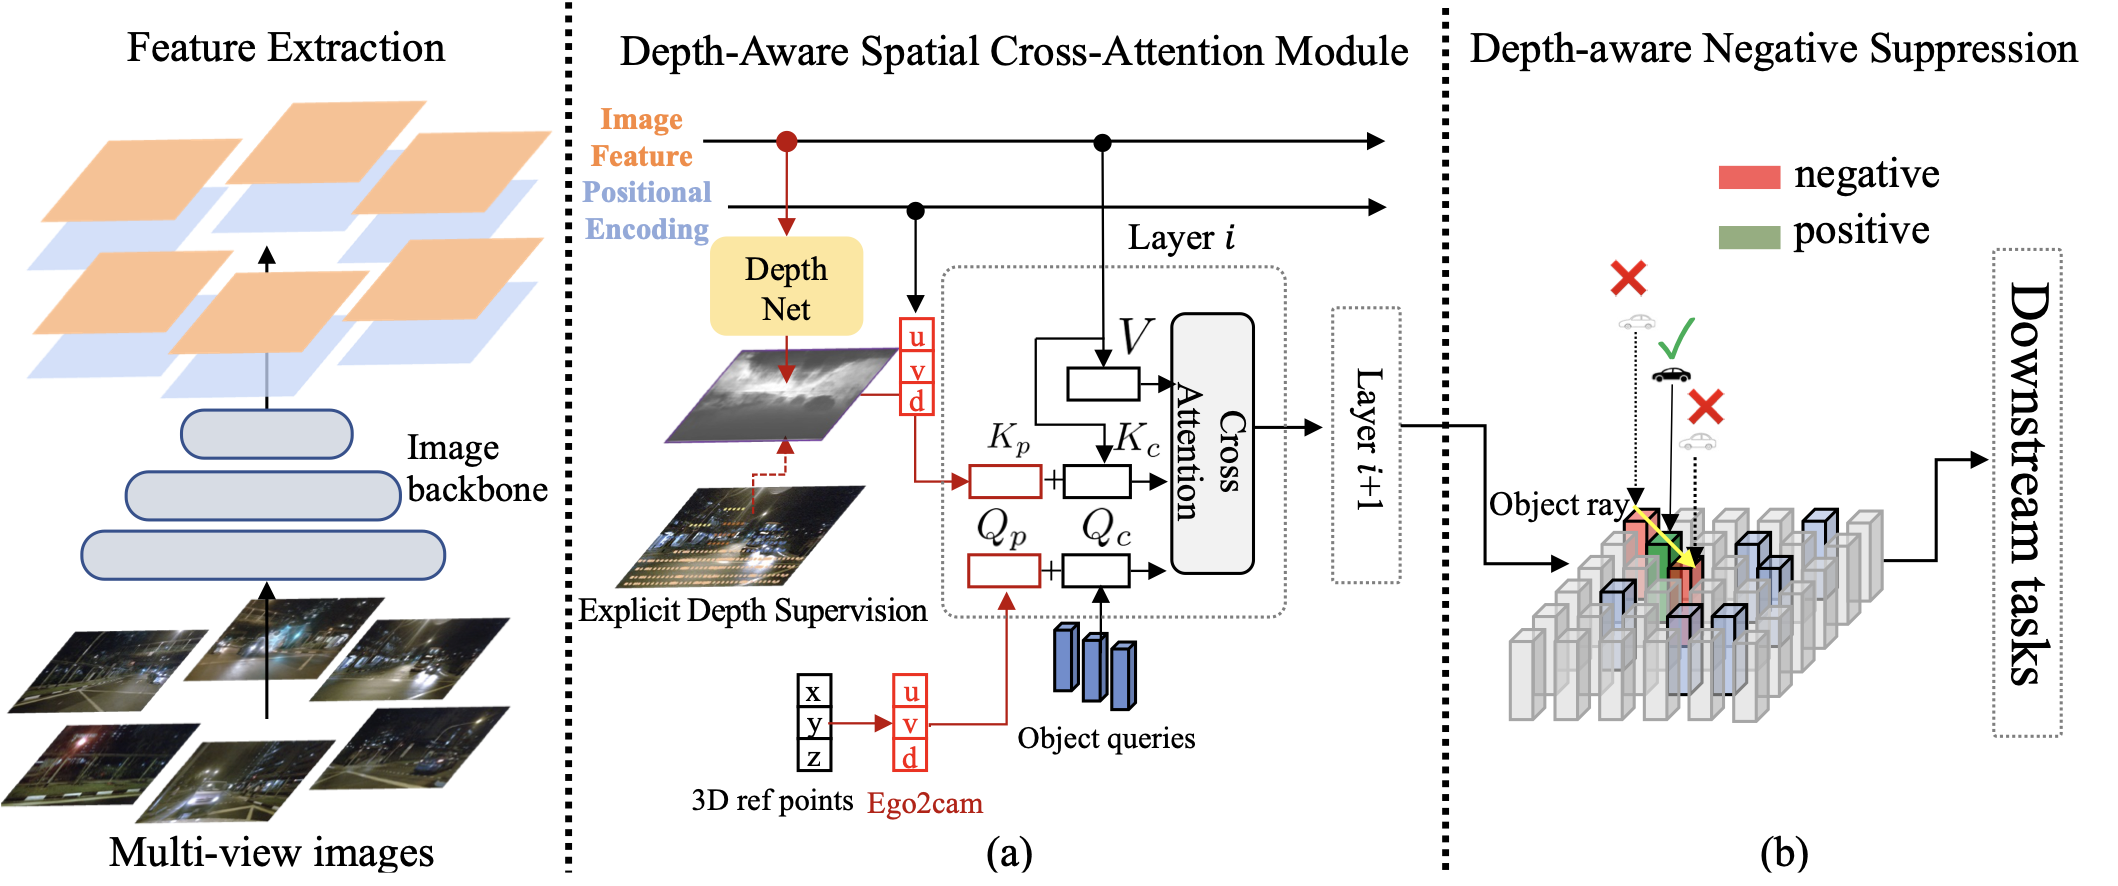 Feature Extraction
Image
backbone
Multi-view images
Depth-Aware Spatial Cross-Attention Module
Image
Feature
Positional
Encoding
Depth
Net
u
v
d
Explicit Depth Supervision
x
y
z
3D ref points
u
v
d
Ego2cam
Layer i
V
K_p
+
K_c
Q_p
+
Q_c
Cross
Attention
Object queries
Layer i+1
(a)
Depth-aware Negative Suppression
negative
positive
Object ray
Downstream tasks
(b)